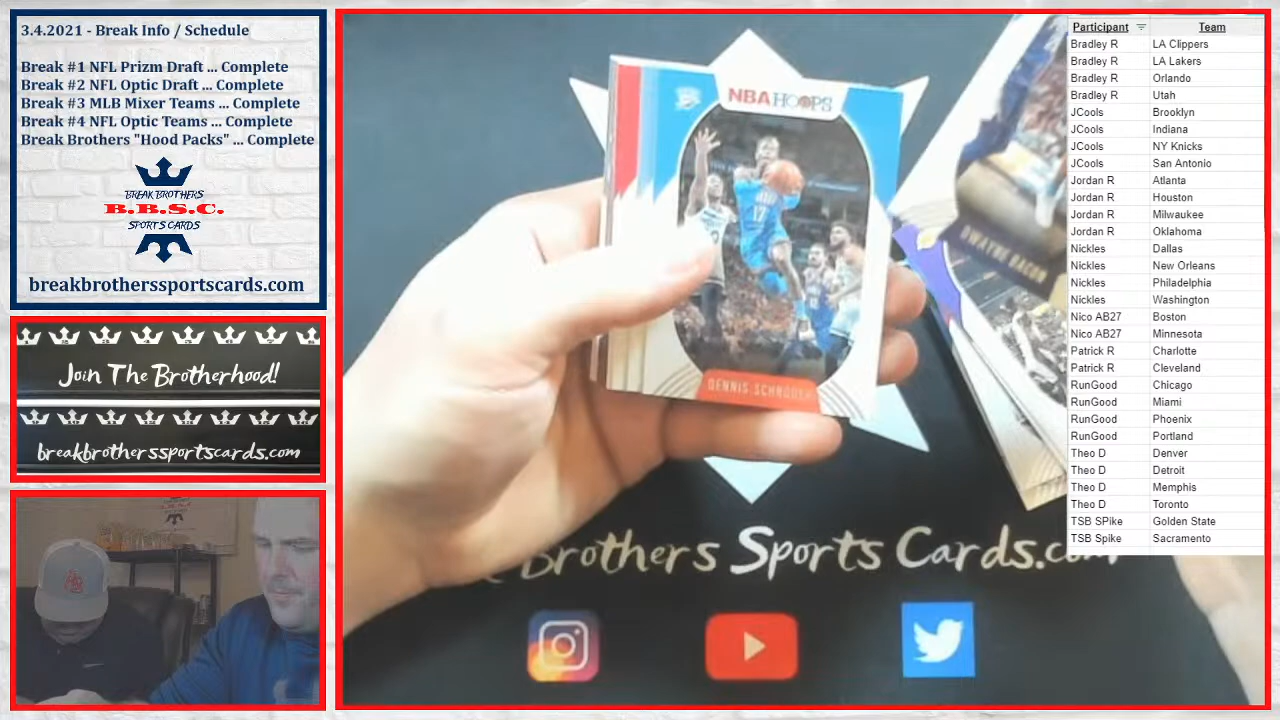 3.4.2021 - Break Info / Schedule
Break #1 NFL Prizm Draft ... Complete
Break #2 NFL Optic Draft ... Complete
Break #3 MLB Mixer Teams ... Complete
Break #4 NFL Optic Teams ... Complete
Break Brothers "Hood Packs" ... Complete
BREAK BROTHERS
B.B.S.C.
SPORTS CARDS
breakbrotherssportscards.com
Join The Brotherhood!
breakbrotherssportscards.com
NBA HOOPS
17
DENNIS SCHRODER
DWAYNE BACON
Brothers Sports Cards.com
Participant Team
Bradley R LA Clippers
Bradley R LA Lakers
Bradley R Orlando
Bradley R Utah
JCools Brooklyn
JCools Indiana
JCools NY Knicks
JCools San Antonio
Jordan R Atlanta
Jordan R Houston
Jordan R Milwaukee
Jordan R Oklahoma
Nickles Dallas
Nickles New Orleans
Nickles Philadelphia
Nickles Washington
Nico AB27 Boston
Nico AB27 Minnesota
Patrick R Charlotte
Patrick R Cleveland
RunGood Chicago
RunGood Miami
RunGood Phoenix
RunGood Portland
Theo D Denver
Theo D Detroit
Theo D Memphis
Theo D Toronto
TSB SPike Golden State
TSB Spike Sacramento